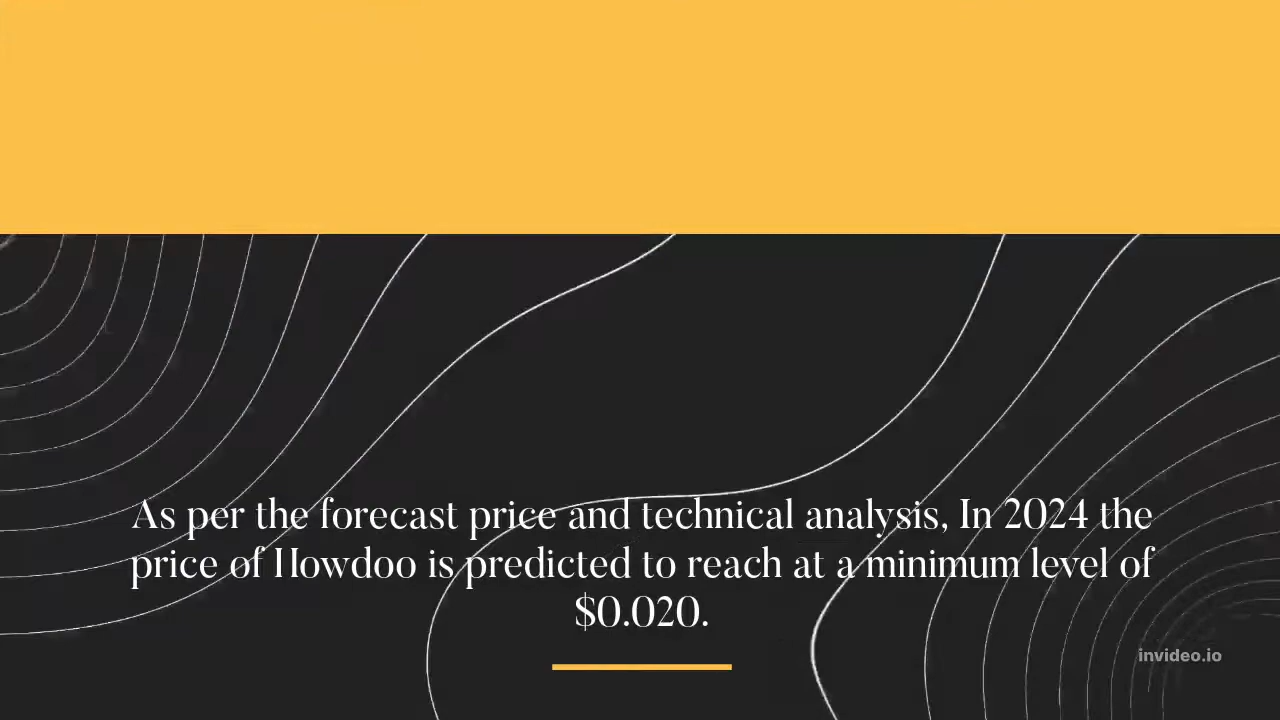 As per the forecast price and technical analysis, In 2024 the
price of Howdoo is predicted to reach at a minimum level of
$0.020.
invideo.io